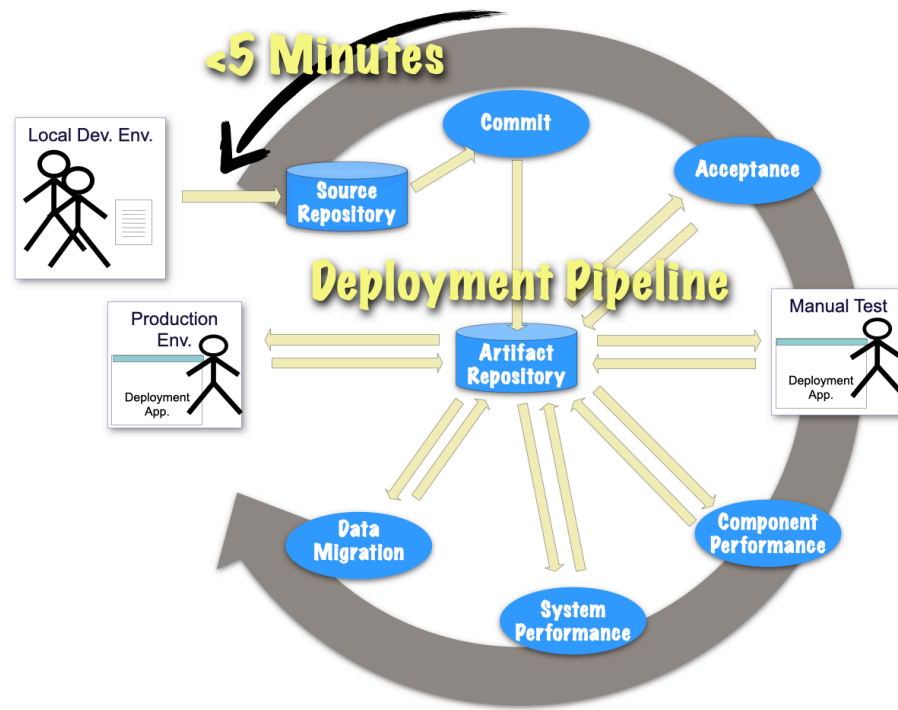 <5 Minutes
Local Dev. Env.
Commit
Source
Repository
Acceptance
Deployment Pipeline
Production
Env.
Deployment
App.
Artifact
Repository
Manual Test
Deployment
App.
Data
Migration
System
Performance
Component
Performance